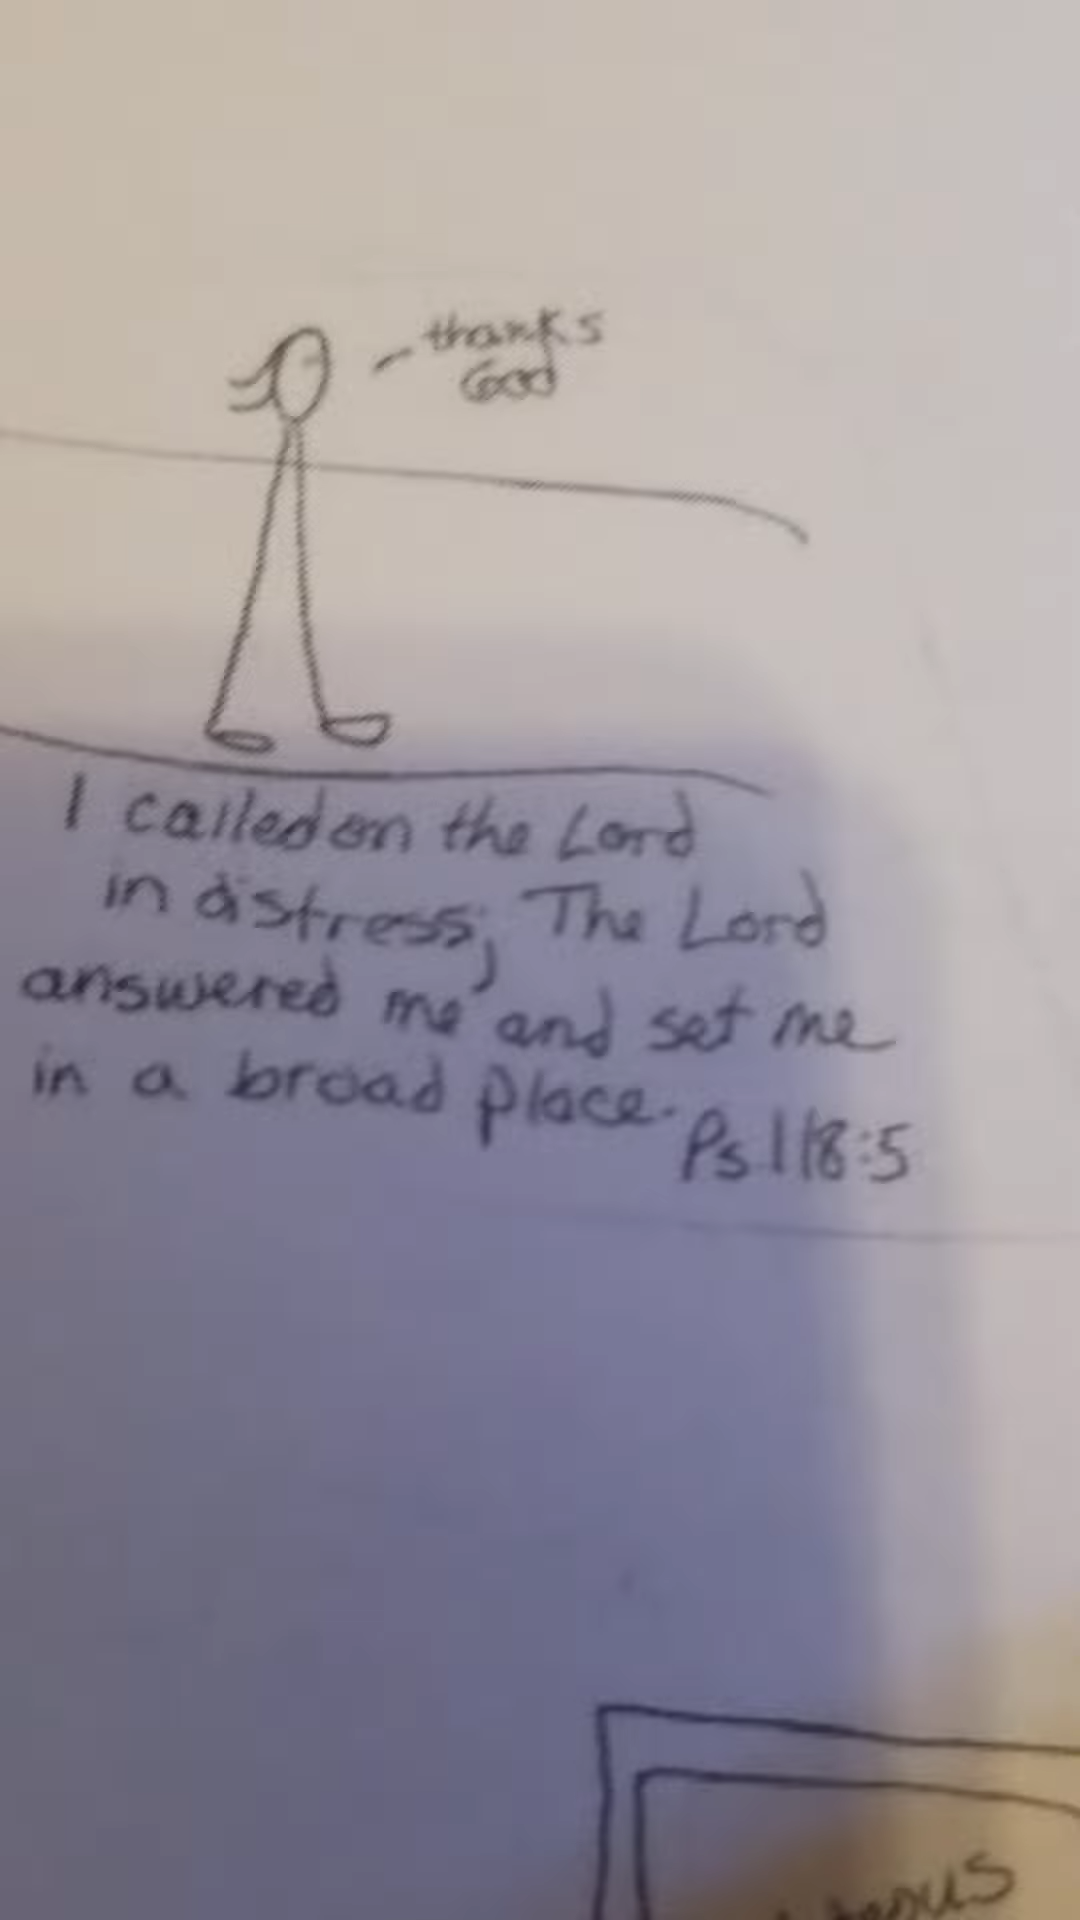 thanks
God
I called on the Lord
in distress; The Lord
answered me and set me
in a broad place.
Ps 118:5